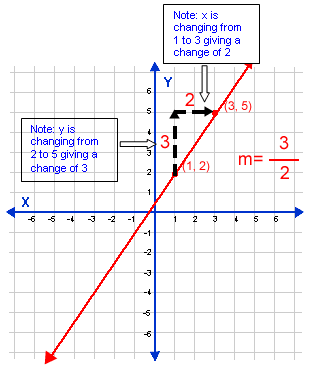 Note: x is
changing from
1 to 3 giving a
change of 2
Y
6
5
4
3
2
1
-1
-2
-3
-4
-5
-6
2
(3, 5)
Note: y is
changing from
2 to 5 giving a
change of 3
3
(1, 2)
m= 3
2
X
-6 -5 -4 -3 -2 -1 1 2 3 4 5 6